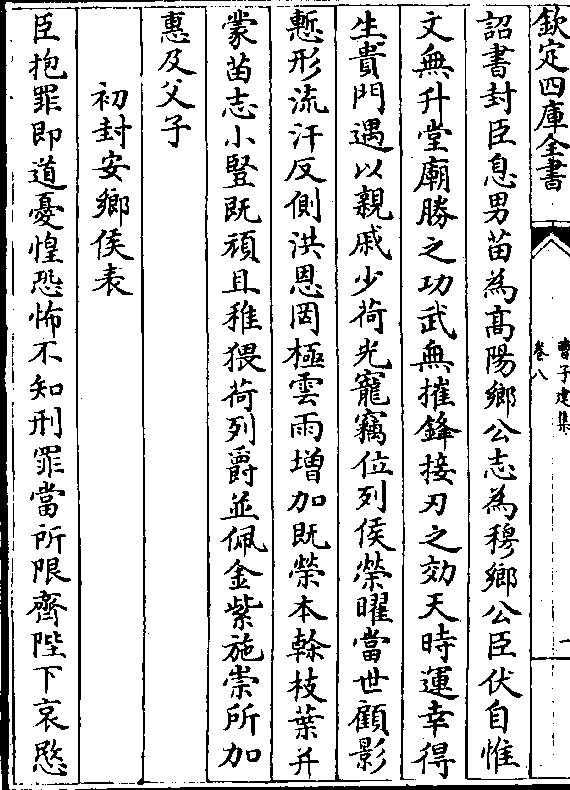 欽定四庫全書
曹子建集
卷八
一
詔書封臣息男苗為髙陽鄉公志為穆鄉公臣伏自惟
文無升堂廟勝之功武無摧鋒接刃之効天時運幸得
生貴門遇以親戚少荷光寵竊位列侯榮曜當世顧影
慙形流汗反側洪恩罔極雲雨增加既榮本榦枝葉并
蒙苗志小豎既頑且稚猥荷列爵並佩金紫施崇所加
惠及父子
初封安鄉侯表
臣抱罪即道憂惶恐怖不知刑罪當所限齊陛下哀愍